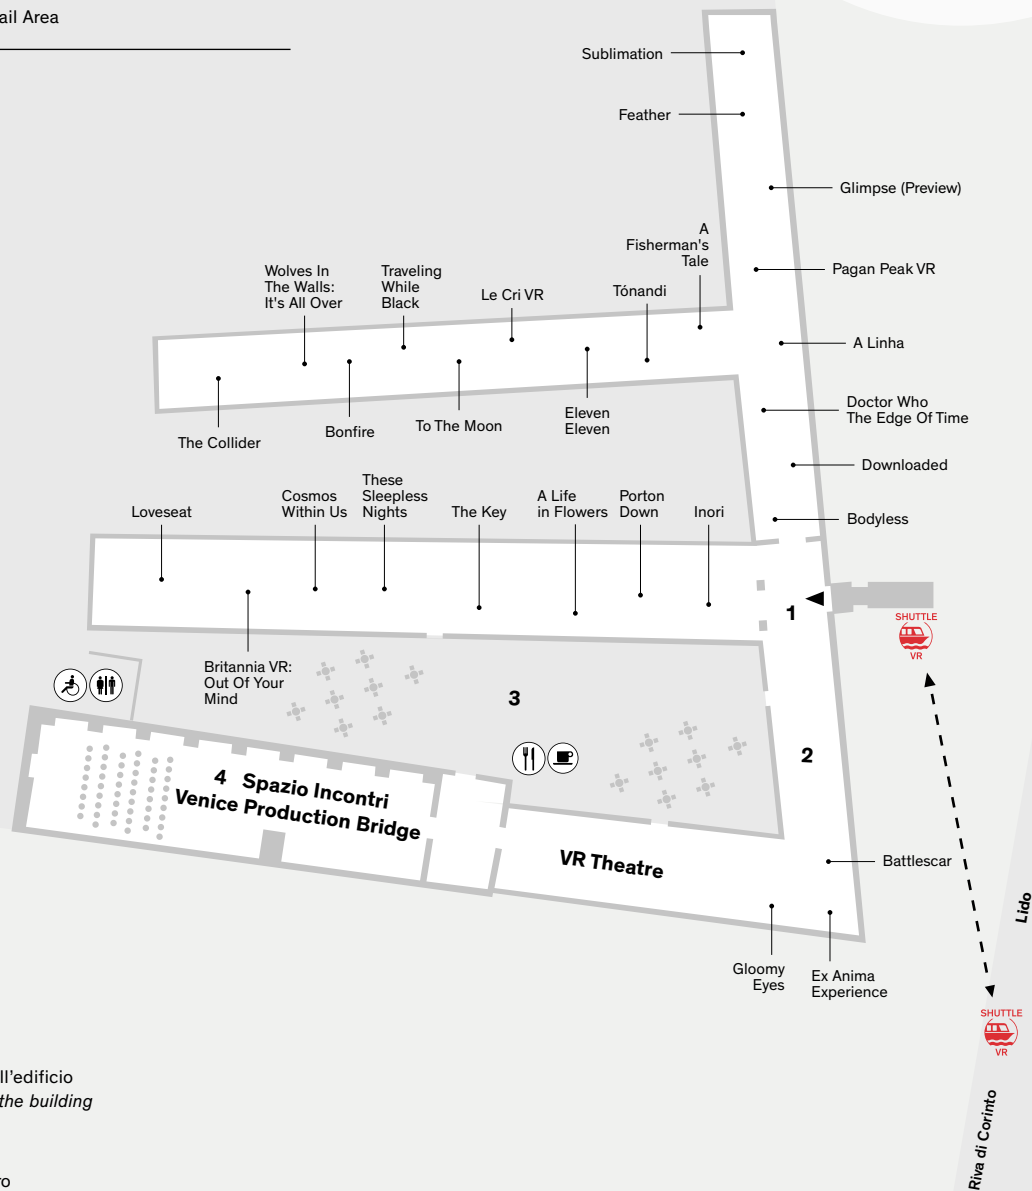 ail Area
Sublimation
Feather
Glimpse (Preview)
A
Fisherman's
Tale
Pagan Peak VR
Wolves In
The Walls:
It's All Over
Traveling
While
Black
Le Cri VR
Tónandi
A Linha
Doctor Who
The Edge Of Time
The Collider
Bonfire
To The Moon
Eleven
Eleven
Downloaded
Loveseat
Cosmos
Within Us
These
Sleepless
Nights
The Key
A Life
in Flowers
Porton
Down
Inori
Bodyless
1
SHUTTLE
VR
Britannia VR:
Out Of Your
Mind
3
2
4 Spazio Incontri
Venice Production Bridge
VR Theatre
Battlescar
Lido
Gloomy
Eyes
Ex Anima
Experience
SHUTTLE
VR
ll'edificio
the building
Riva di Corinto
ro